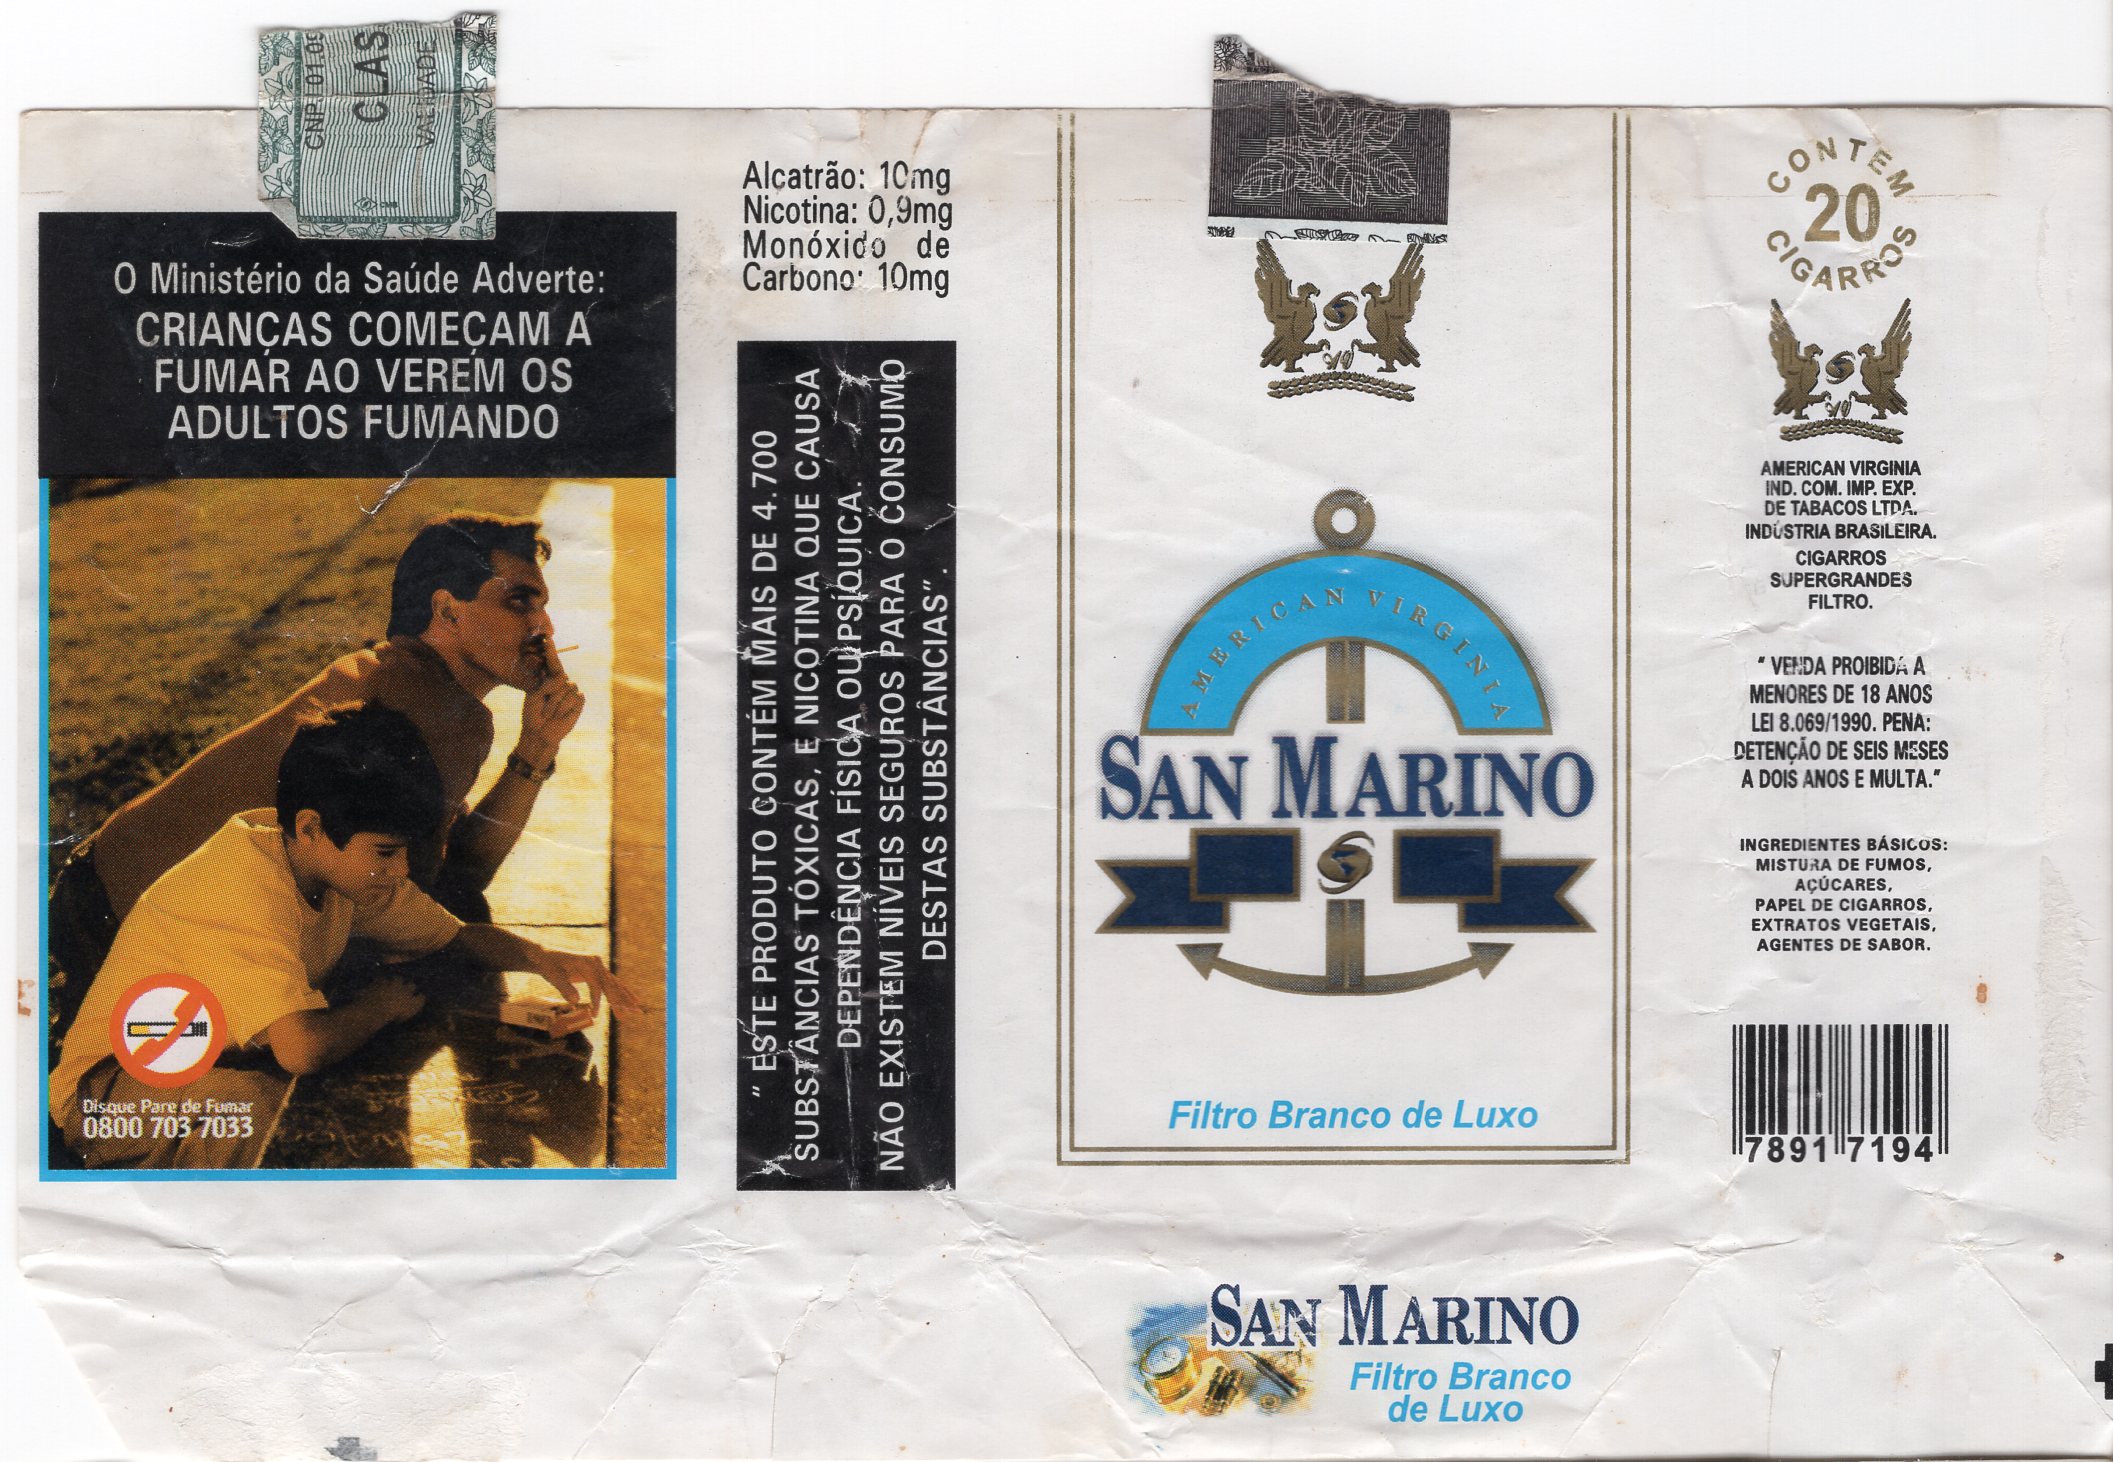 CNPJ 01.0
CLAS
VALIDADE
O Ministério da Saúde Adverte:
CRIANÇAS COMEÇAM A
FUMAR AO VEREM OS
ADULTOS FUMANDO
Disque Pare de Fumar
0800 703 7033
Alcatrão: 10mg
Nicotina: 0,9mg
Monóxido de
Carbono: 10mg
" ESTE PRODUTO CONTÉM MAIS DE 4.700
SUBSTÂNCIAS TÓXICAS, E NICOTINA QUE CAUSA
DEPENDÊNCIA FÍSICA OU PSÍQUICA.
NÃO EXISTEM NÍVEIS SEGUROS PARA O CONSUMO
DESTAS SUBSTÂNCIAS".
AMERICAN VIRGINIA
SAN MARINO
Filtro Branco de Luxo
SAN MARINO
Filtro Branco
de Luxo
CONTEM
20
CIGARROS
AMERICAN VIRGINIA
IND. COM. IMP. EXP.
DE TABACOS LTDA.
INDÚSTRIA BRASILEIRA.
CIGARROS
SUPERGRANDES
FILTRO.
" VENDA PROIBIDA A
MENORES DE 18 ANOS
LEI 8.069/1990. PENA:
DETENÇÃO DE SEIS MESES
A DOIS ANOS E MULTA."
INGREDIENTES BÁSICOS:
MISTURA DE FUMOS,
AÇÚCARES,
PAPEL DE CIGARROS,
EXTRATOS VEGETAIS,
AGENTES DE SABOR.
7891 7194